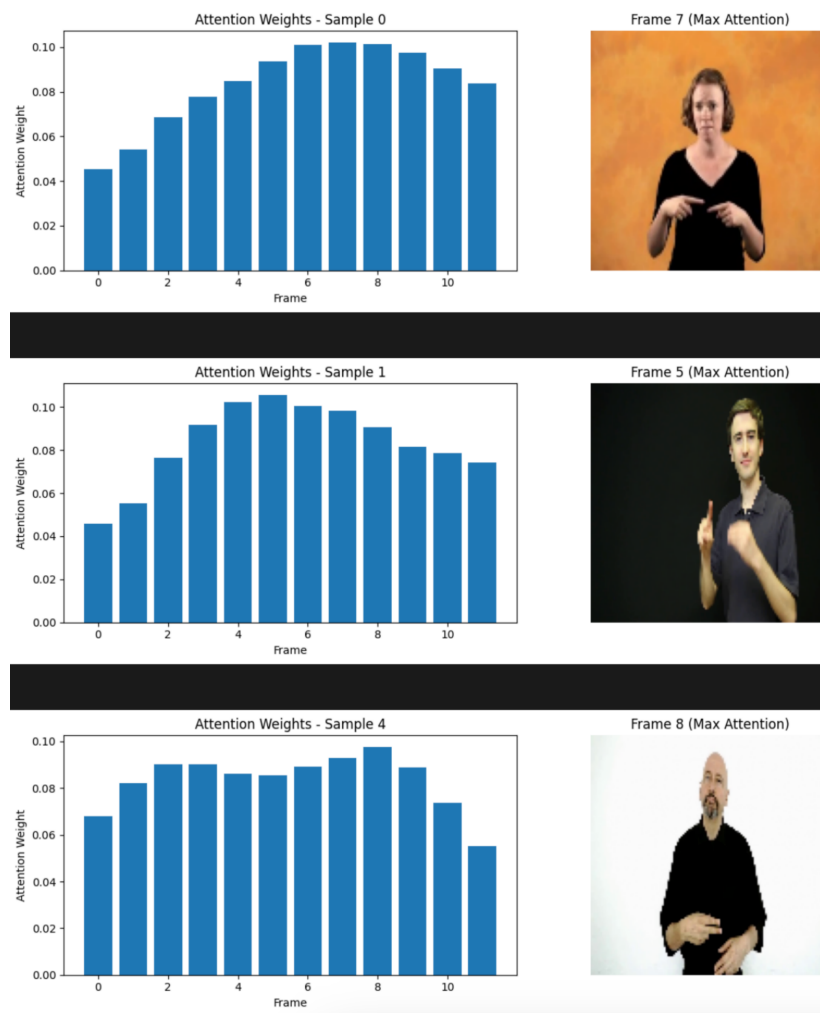 Attention Weights - Sample 0
Frame 7 (Max Attention)
Attention Weight
0.10
0.08
0.06
0.04
0.02
0.00
0 2 4 6 8 10
Frame
Attention Weights - Sample 1
Frame 5 (Max Attention)
Attention Weight
0.10
0.08
0.06
0.04
0.02
0.00
0 2 4 6 8 10
Frame
Attention Weights - Sample 4
Frame 8 (Max Attention)
Attention Weight
0.10
0.08
0.06
0.04
0.02
0.00
0 2 4 6 8 10
Frame